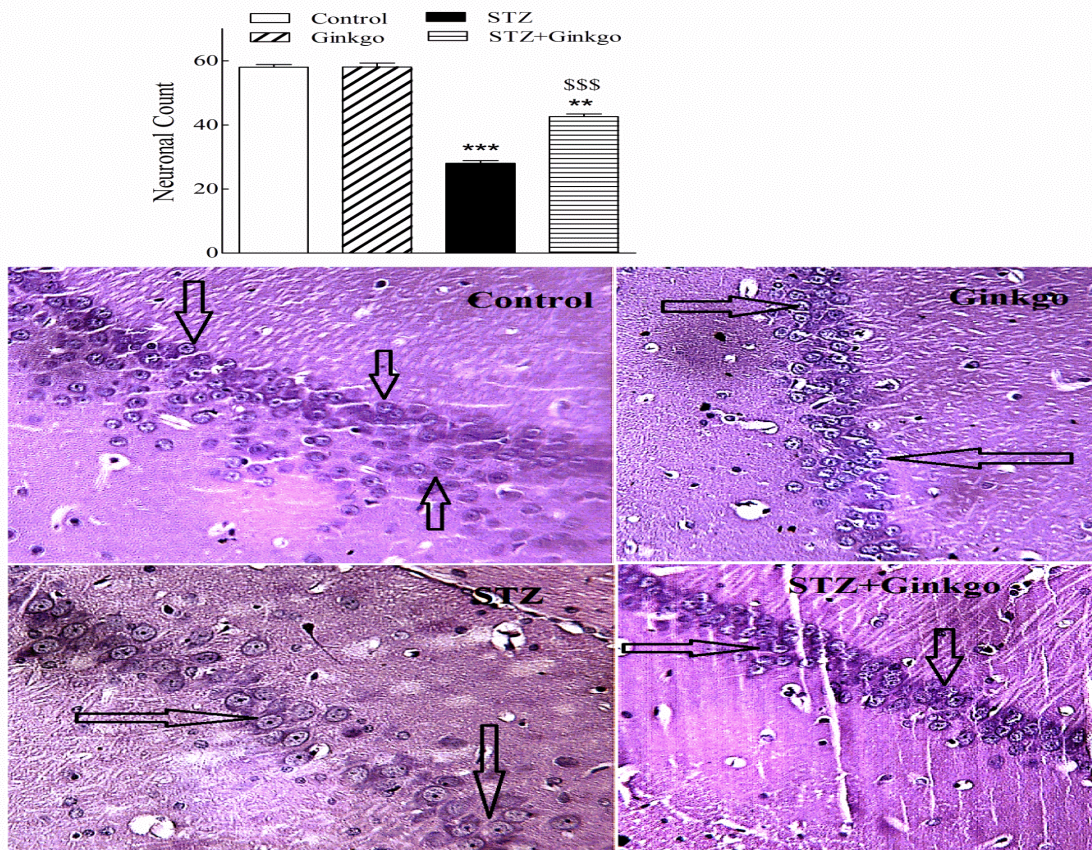 Control STZ
Ginkgo STZ+Ginkgo
Neuronal Count
60
40
20
0
***
$$$
**
Control
Ginkgo
STZ
STZ+Ginkgo